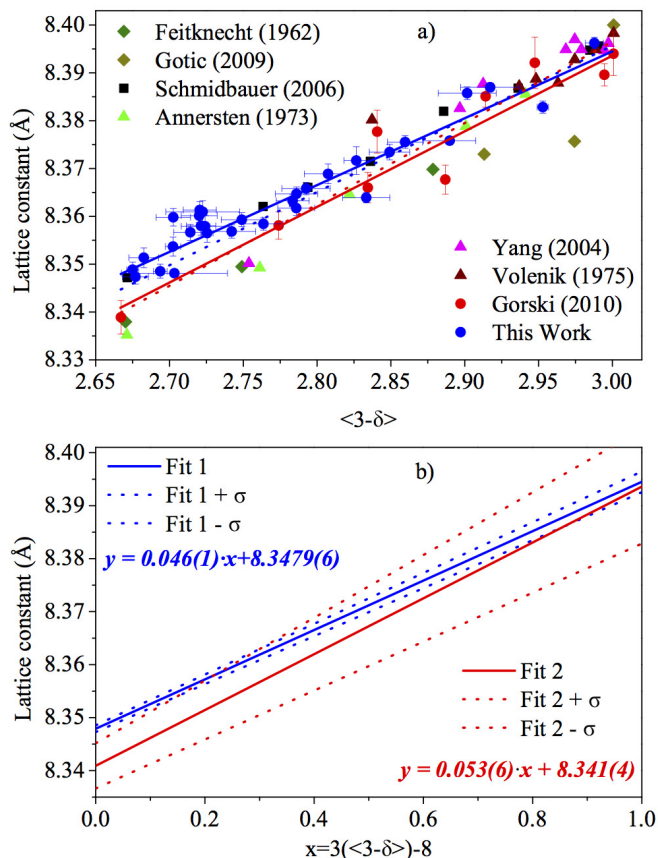 8.40
8.39
8.38
8.37
8.36
8.35
8.34
8.33
Lattice constant (Å)
Feitknecht (1962)
Gotic (2009)
Schmidbauer (2006)
Annersten (1973)
a)
Yang (2004)
Volenik (1975)
Gorski (2010)
This Work
2.65 2.70 2.75 2.80 2.85 2.90 2.95 3.00
<3-δ>
8.40
8.39
8.38
8.37
8.36
8.35
8.34
Lattice constant (Å)
Fit 1
Fit 1 + σ
Fit 1 - σ
b)
y = 0.046(1)·x+8.3479(6)
Fit 2
Fit 2 + σ
Fit 2 - σ
y = 0.053(6)·x + 8.341(4)
0.0 0.2 0.4 0.6 0.8 1.0
x=3(<3-δ>)-8